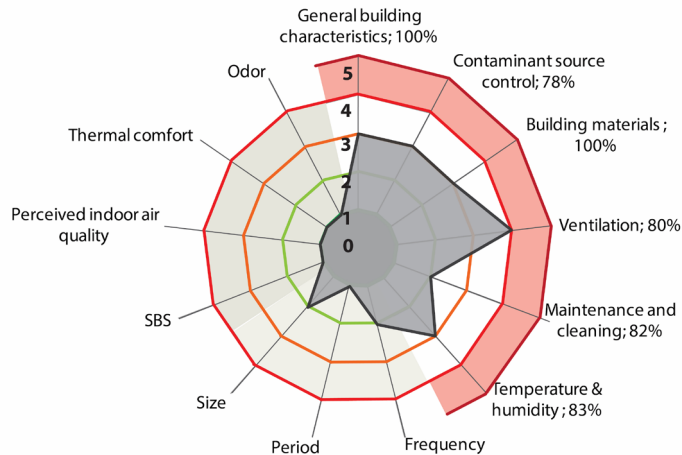 General building
characteristics; 100%
Contaminant source
control; 78%
Building materials ;
100%
Ventilation; 80%
Maintenance and
cleaning; 82%
Temperature &
humidity ; 83%
Frequency
Period
Size
SBS
Perceived indoor air
quality
Thermal comfort
Odor
5
4
3
2
1
0